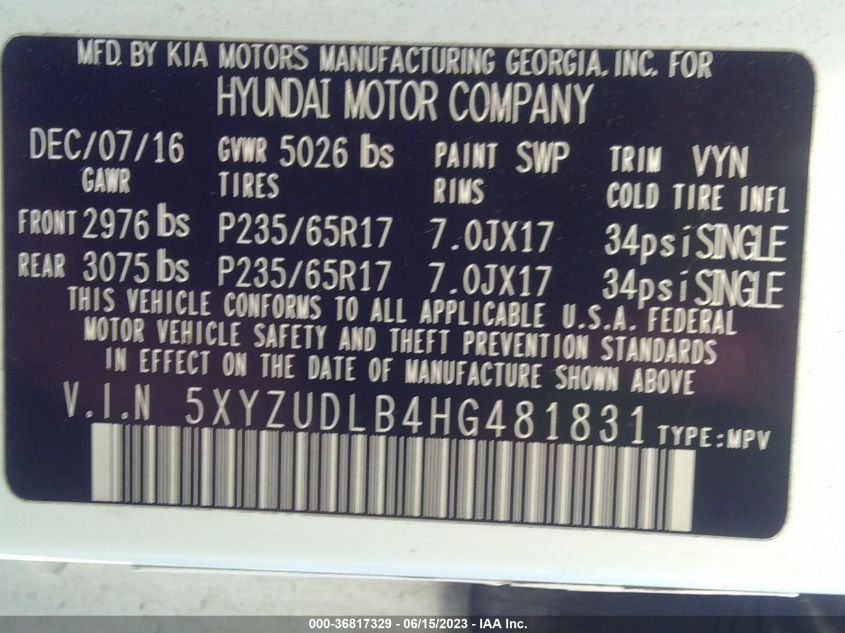 MFD. BY KIA MOTORS MANUFACTURING GEORGIA. INC. FOR
HYUNDAI MOTOR COMPANY
DEC/07/16 GVWR 5026 lbs PAINT SWP TRIM VYN
GAWR TIRES RIMS COLD TIRE INFL
FRONT 2976 lbs P235/65R17 7.0JX17 34psi SINGLE
REAR 3075 lbs P235/65R17 7.0JX17 34psi SINGLE
THIS VEHICLE CONFORMS TO ALL APPLICABLE U.S.A. FEDERAL
MOTOR VEHICLE SAFETY AND THEFT PREVENTION STANDARDS
IN EFFECT ON THE DATE OF MANUFACTURE SHOWN ABOVE
V.I.N 5XYZUDLB4HG481831 TYPE:MPV
000-36817329 - 06/15/2023 - IAA Inc.